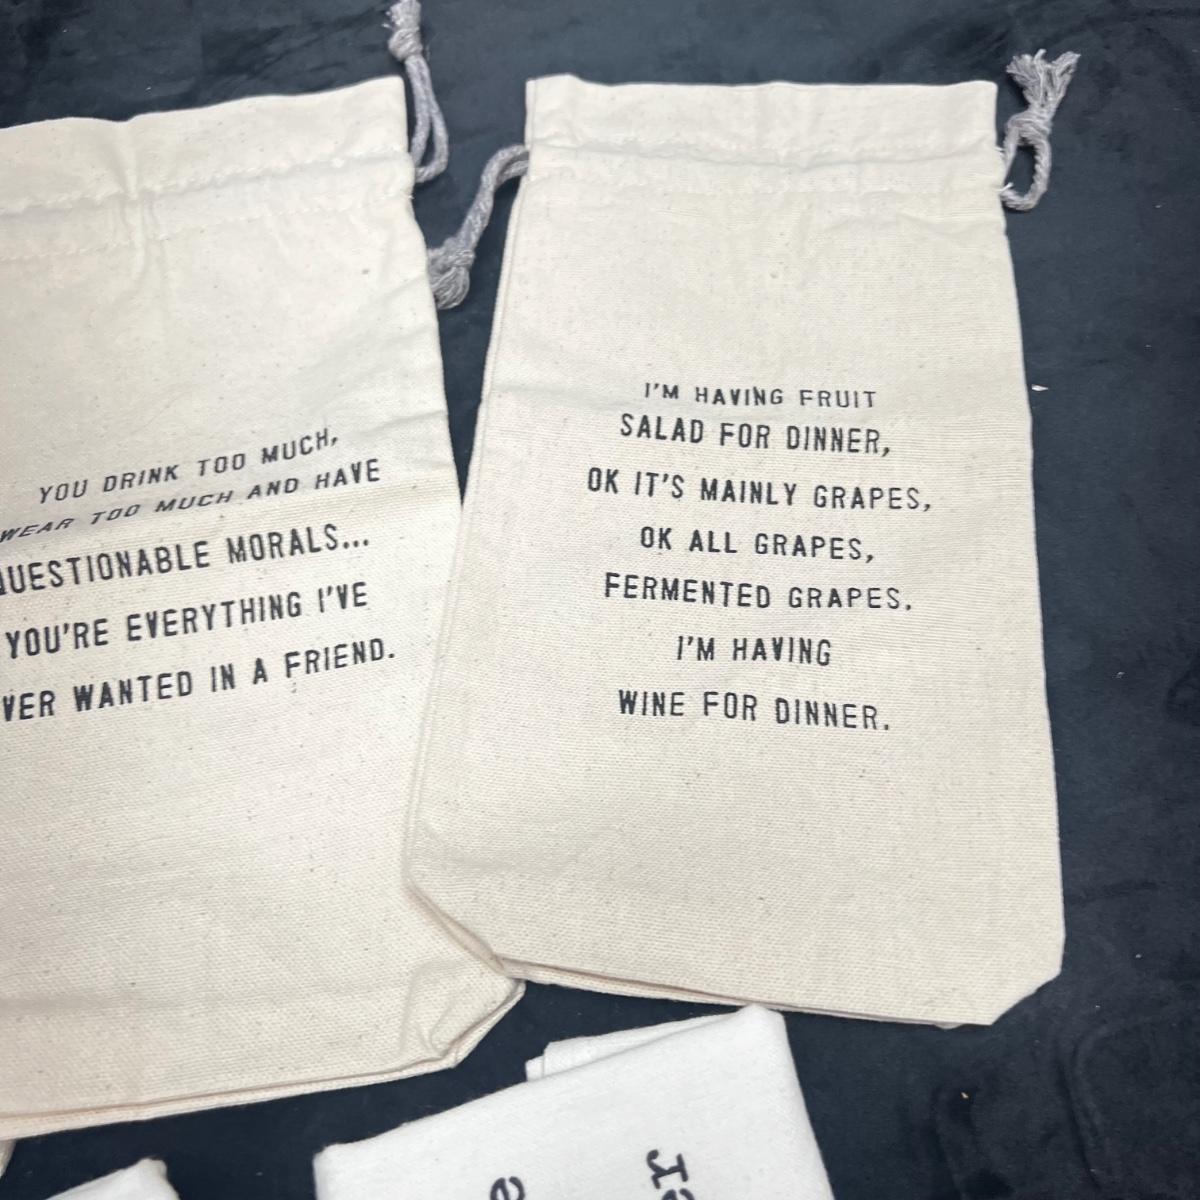 YOU DRINK TOO MUCH,
WEAR TOO MUCH AND HAVE
QUESTIONABLE MORALS...
YOU'RE EVERYTHING I'VE
VER WANTED IN A FRIEND.
I'M HAVING FRUIT
SALAD FOR DINNER,
OK IT'S MAINLY GRAPES,
OK ALL GRAPES,
FERMENTED GRAPES.
I'M HAVING
WINE FOR DINNER.